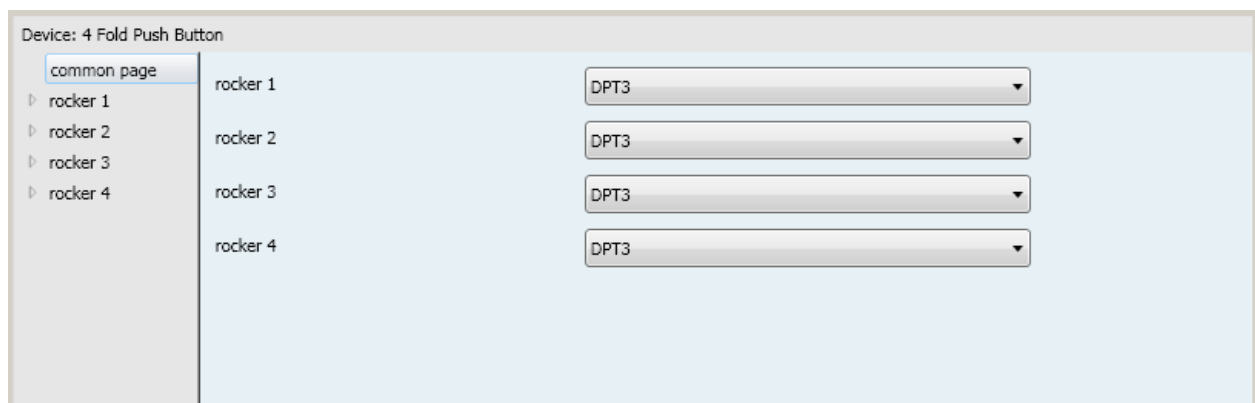 Device: 4 Fold Push Button
common page
rocker 1
rocker 2
rocker 3
rocker 4
rocker 1 DPT3
rocker 2 DPT3
rocker 3 DPT3
rocker 4 DPT3